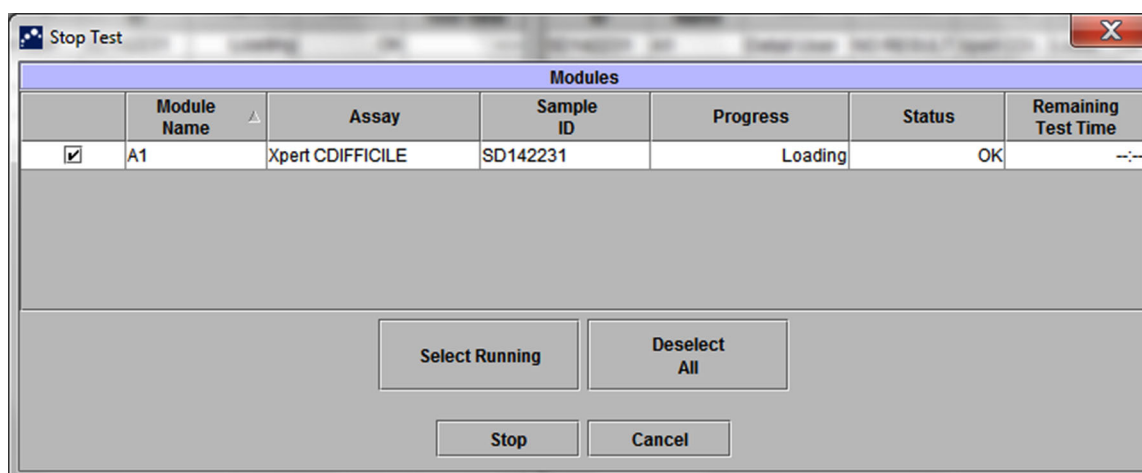 Stop Test
X
Modules
Module Name Assay Sample ID Progress Status Remaining Test Time
A1 Xpert CDIFFICILE SD142231 Loading OK --:--
Select Running
Deselect All
Stop Cancel